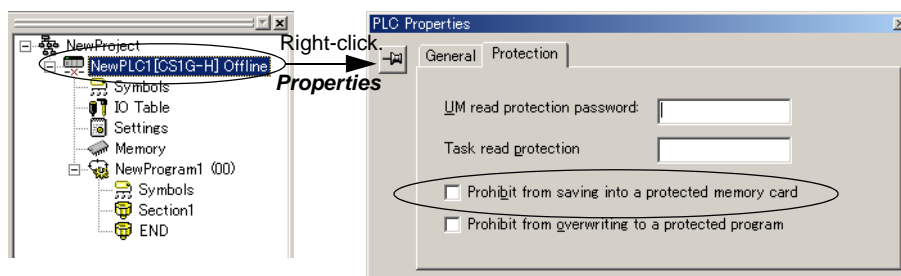 NewProject
NewPLC1[CS1G-H] Offline
Symbols
IO Table
Settings
Memory
NewProgram1 (00)
Symbols
Section1
END
Right-click.
Properties
PLC Properties
General
Protection
UM read protection password:
Task read protection
Prohibit from saving into a protected memory card
Prohibit from overwriting to a protected program